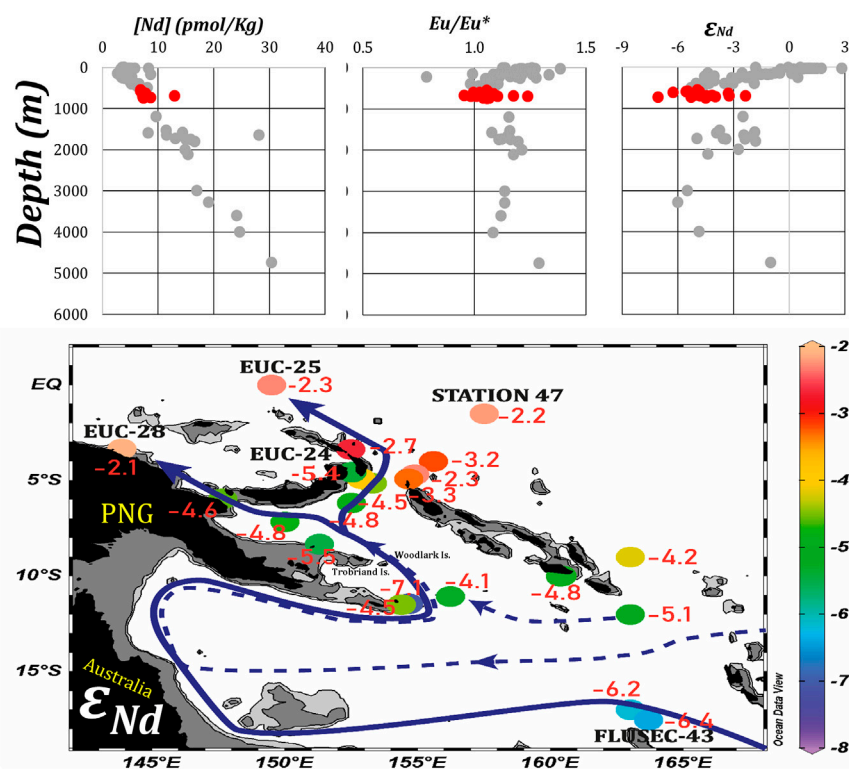 [Nd] (pmol/Kg) Eu/Eu* εNd
0 10 20 30 40 0.5 1.0 1.5 -9 -6 -3 0 3
Depth (m)
0
1000
2000
3000
4000
5000
6000
EUC-25
EQ
-2.3
STATION 47
-2.2
EUC-28
-2.1
EUC-24
-2.7
-3.2
-5.4
-2.3
5°S
-3.3
-4.5
PNG
-4.6
-4.8
-4.8
-5.5
Woodlark Is.
-4.2
Trobriand Is.
10°S
-7.1
-4.1
-4.8
-4.5
-5.1
15°S
Australia
εNd
-6.2
-6.4
FLUSEC-43
145°E 150°E 155°E 160°E 165°E
Ocean Data View
-2
-3
-4
-5
-6
-7
-8